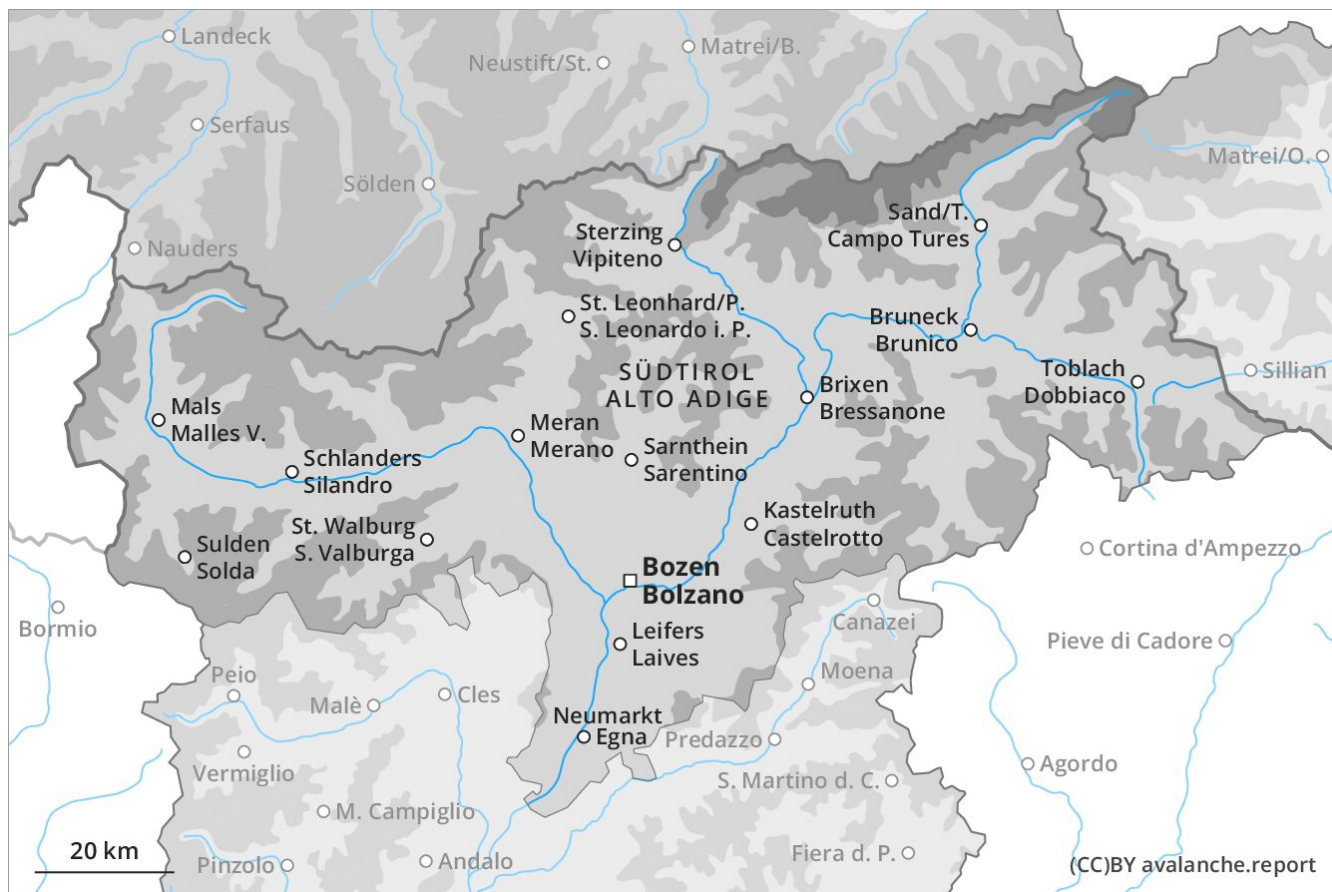 Landeck
Matrei/B.
Neustift/St.
Serfaus
Matrei/O.
Sölden
Sand/T.
Campo Tures
Sterzing
Vipiteno
Nauders
St. Leonhard/P.
S. Leonardo i. P.
Bruneck
Brunico
SÜDTIROL
ALTO ADIGE
Toblach
Dobbiaco
Sillian
Brixen
Bressanone
Mals
Malles V.
Meran
Merano
Sarnthein
Sarentino
Schlanders
Silandro
Kastelruth
Castelrotto
St. Walburg
S. Valburga
Sulden
Solda
Cortina d'Ampezzo
Bozen
Bolzano
Bormio
Canazei
Leifers
Laives
Pieve di Cadore
Peio
Moena
Malè
Cles
Neumarkt
Egna
Predazzo
Vermiglio
Agordo
S. Martino d. C.
M. Campiglio
20 km
Pinzolo
Andalo
Fiera d. P.
(CC)BY avalanche.report